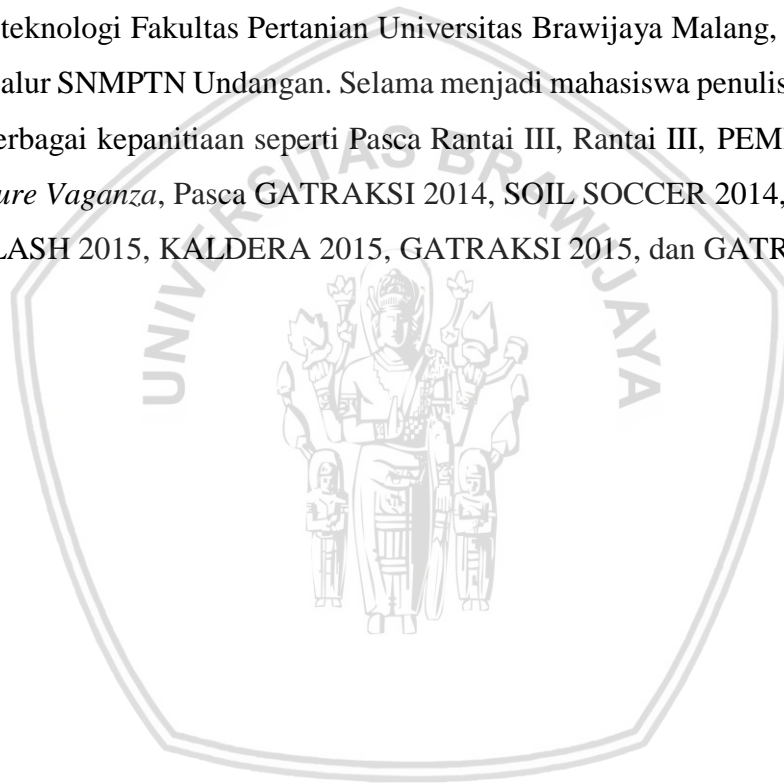 teknologi Fakultas Pertanian Universitas Brawijaya Malang,
alur SNMPTN Undangan. Selama menjadi mahasiswa penulis
erbagai kepanitiaan seperti Pasca Rantai III, Rantai III, PEM
ure Vaganza, Pasca GATRAKSI 2014, SOIL SOCCER 2014,
LASH 2015, KALDERA 2015, GATRAKSI 2015, dan GATR
UNIVERSITAS BRAWIJAYA